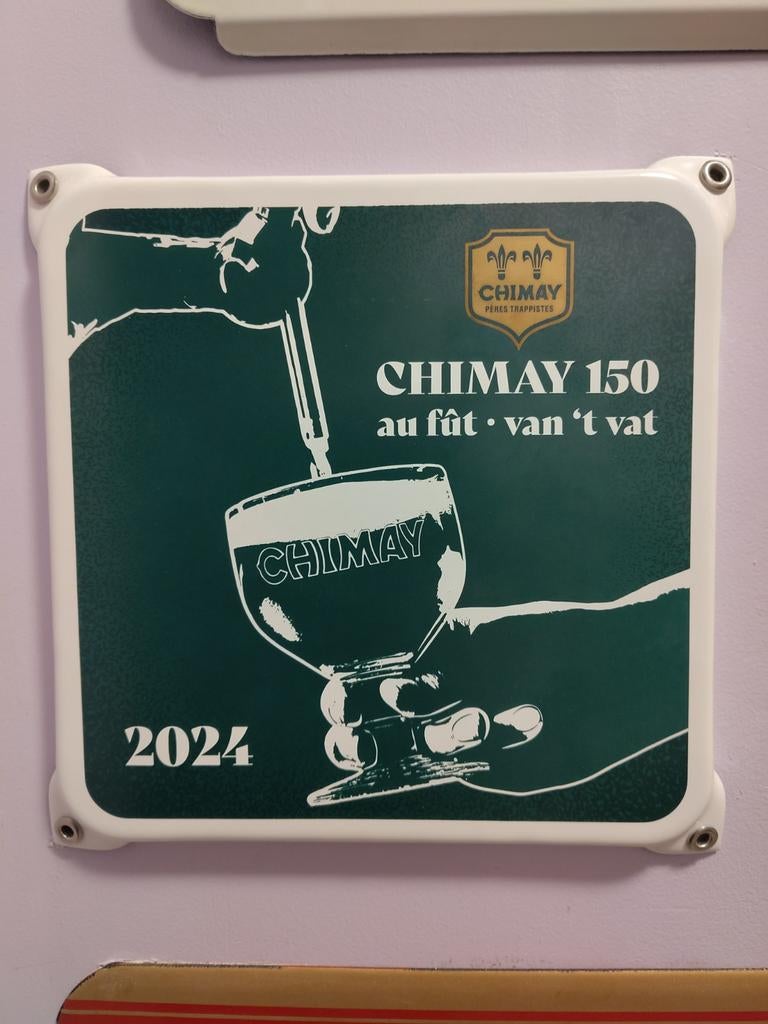 CHIMAY
PÈRES TRAPPISTES
CHIMAY 150
au fût • van 't vat
CHIMAY
2024